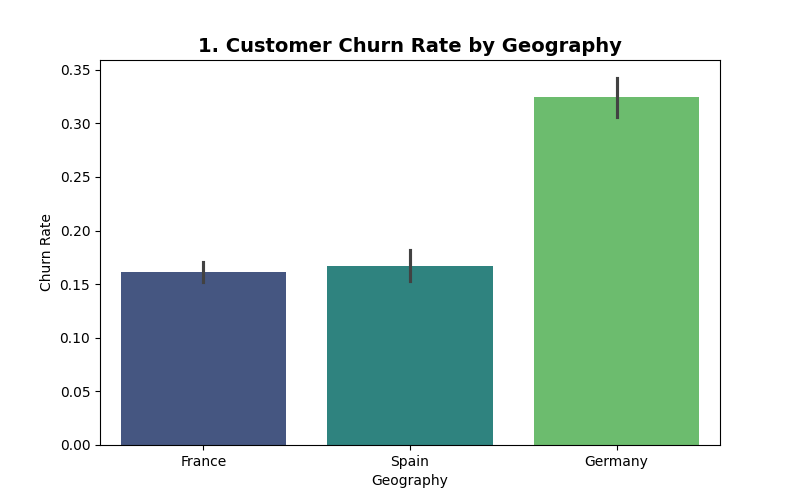 1. Customer Churn Rate by Geography
0.35
0.30
0.25
0.20
0.15
0.10
0.05
0.00
Churn Rate
France Spain Germany
Geography